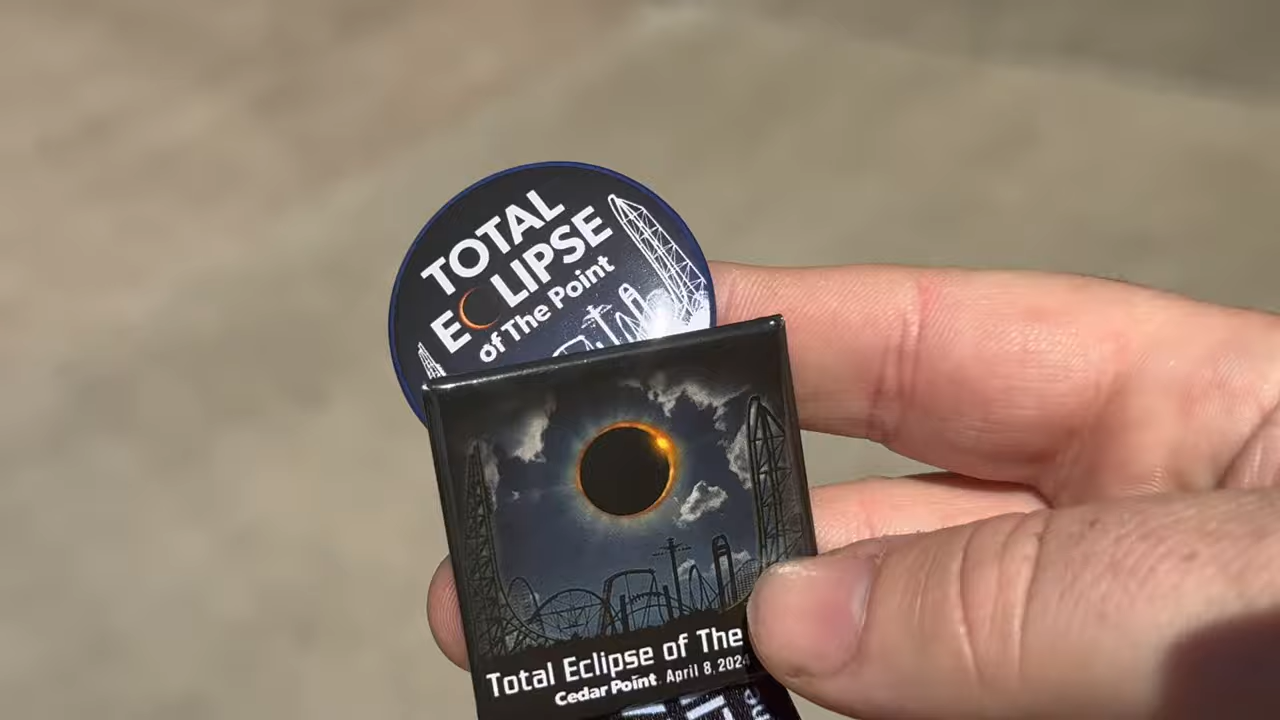 TOTAL
ECLIPSE
of The Point
Total Eclipse of The
Cedar Point. April 8, 2024